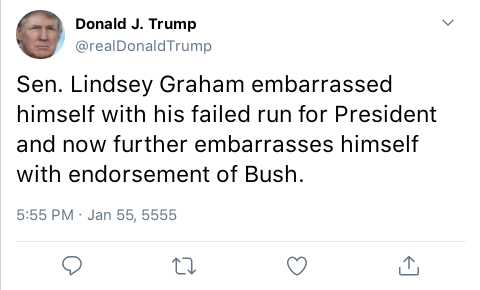 Donald J. Trump
@realDonaldTrump
Sen. Lindsey Graham embarrassed
himself with his failed run for President
and now further embarrasses himself
with endorsement of Bush.
5:55 PM · Jan 55, 5555